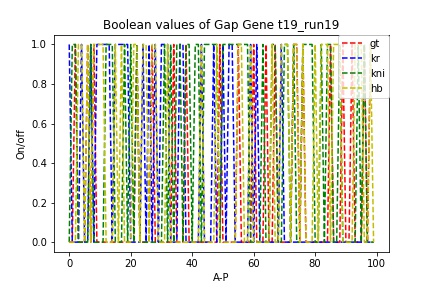 Boolean values of Gap Gene t19_run19
gt
kr
kni
hb
On/off
1.0
0.8
0.6
0.4
0.2
0.0
0 20 40 60 80 100
A-P